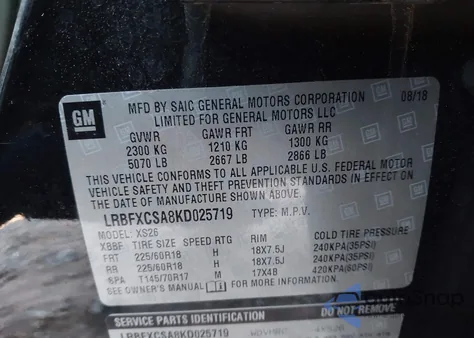 GM
MFD BY SAIC GENERAL MOTORS CORPORATION 08/18
LIMITED FOR GENERAL MOTORS LLC
GVWR GAWR FRT GAWR RR
2300 KG 1210 KG 1300 KG
5070 LB 2667 LB 2866 LB
THIS VEHICLE CONFORMS TO ALL APPLICABLE U.S. FEDERAL MOTOR
VEHICLE SAFETY AND THEFT PREVENTION STANDARDS IN EFFECT ON
THE DATE OF MANUFACTURE SHOWN ABOVE.
LRBFXCSA8KD025719 TYPE: M.P.V.
MODEL: XS26
XBBF TIRE SIZE SPEED RTG RIM COLD TIRE PRESSURE
FRT 225/60R18 H 18X7.5J 240KPA(35PSI)
RR 225/60R18 H 18X7.5J 240KPA(35PSI)
SPA T145/70R17 M 17X4B 420KPA(60PSI)
SEE OWNER'S MANUAL FOR ADDITIONAL INFORMATION
SERVICE PARTS IDENTIFICATION DO NOT REMOVE
LRBFXCSA8KD025719